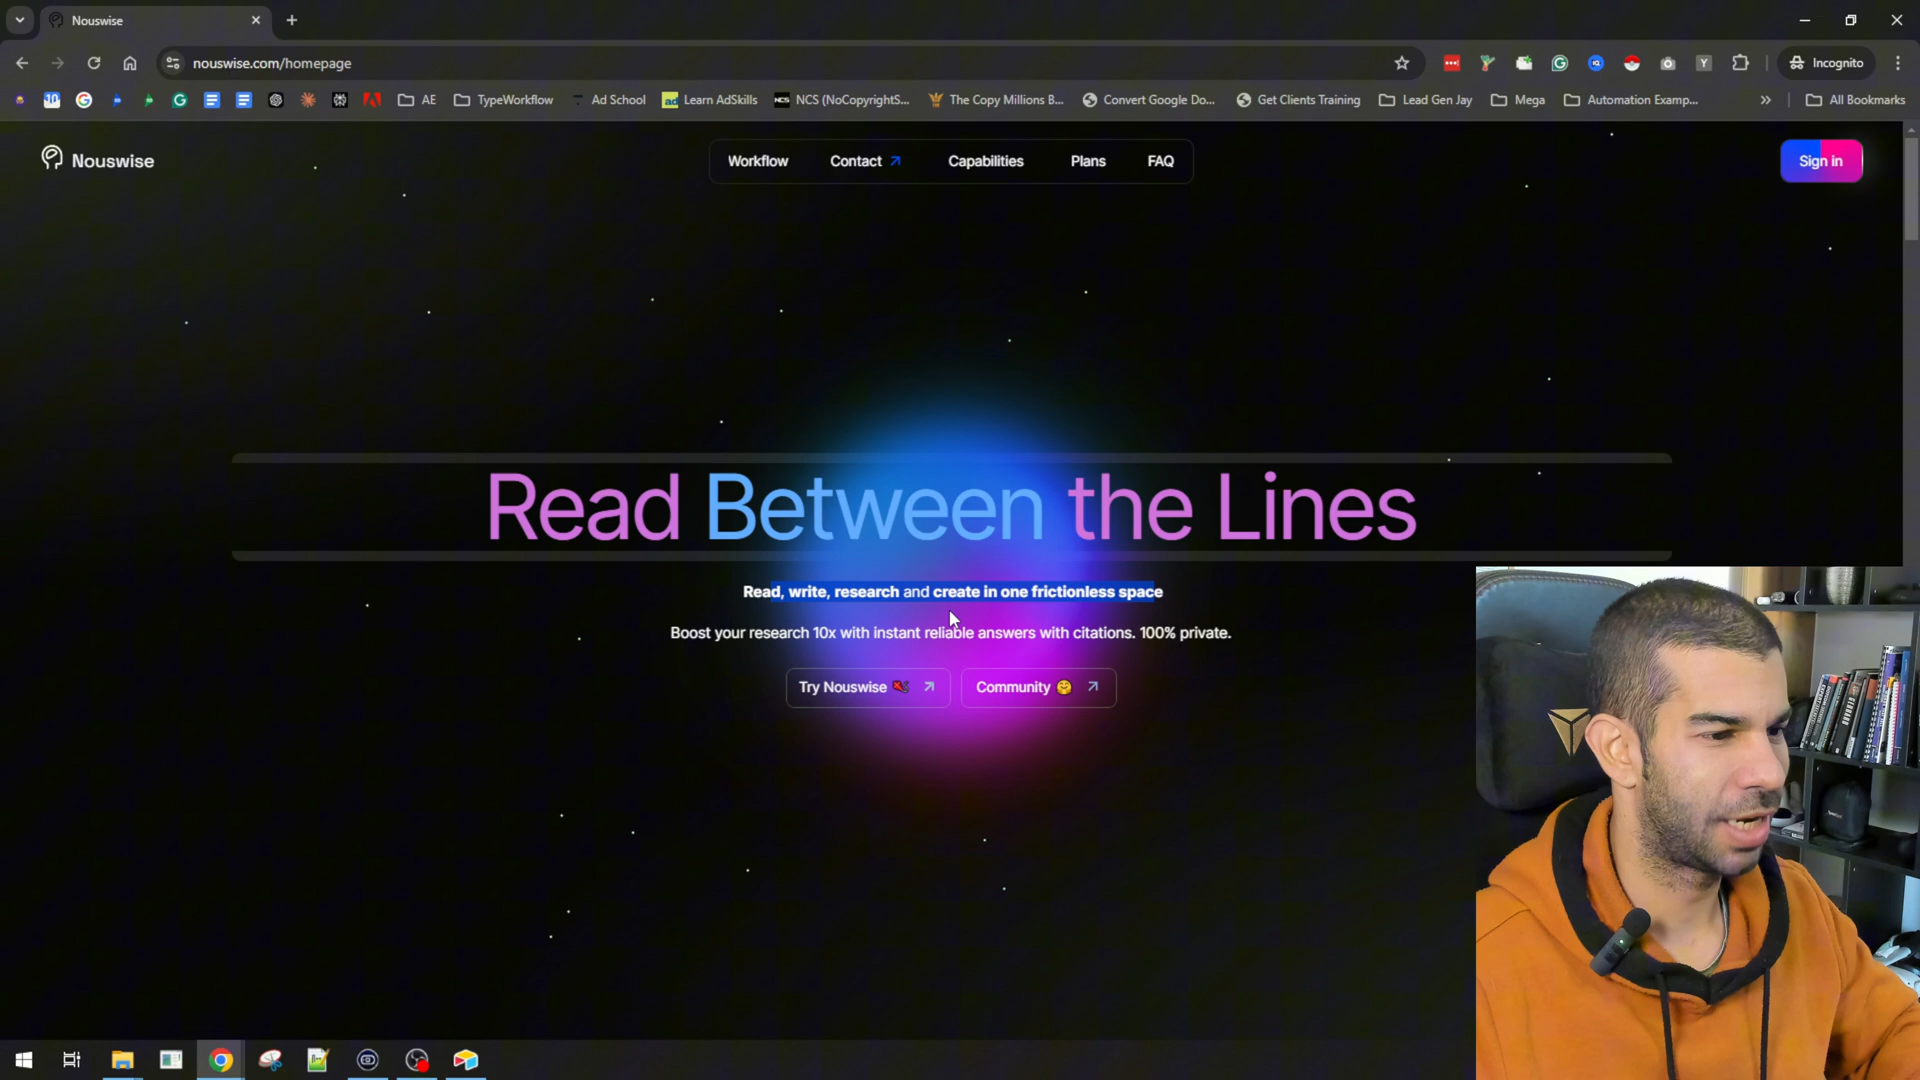 Nouswise
nouswise.com/homepage
Incognito
AE
TypeWorkflow
Ad School
Learn AdSkills
NCS (NoCopyrightS...
The Copy Millions B...
Convert Google Do...
Get Clients Training
Lead Gen Jay
Mega
Automation Examp...
All Bookmarks
Nouswise
Workflow
Contact
Capabilities
Plans
FAQ
Sign in
Read Between the Lines
Read, write, research and create in one frictionless space
Boost your research 10x with instant reliable answers with citations. 100% private.
Try Nouswise
Community